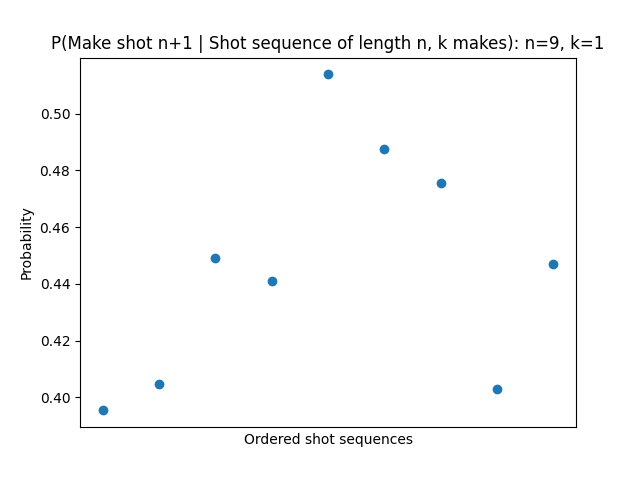 P(Make shot n+1 | Shot sequence of length n, k makes): n=9, k=1
0.50
0.48
0.46
0.44
0.42
0.40
Probability
Ordered shot sequences